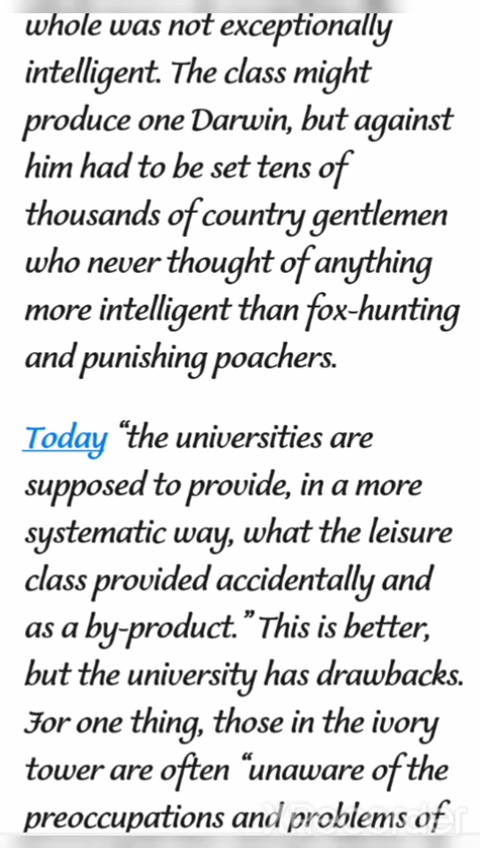 whole was not exceptionally
intelligent. The class might
produce one Darwin, but against
him had to be set tens of
thousands of country gentlemen
who never thought of anything
more intelligent than fox-hunting
and punishing poachers.
Today “the universities are
supposed to provide, in a more
systematic way, what the leisure
class provided accidentally and
as a by-product.” This is better,
but the university has drawbacks.
For one thing, those in the ivory
tower are often “unaware of the
preoccupations and problems of